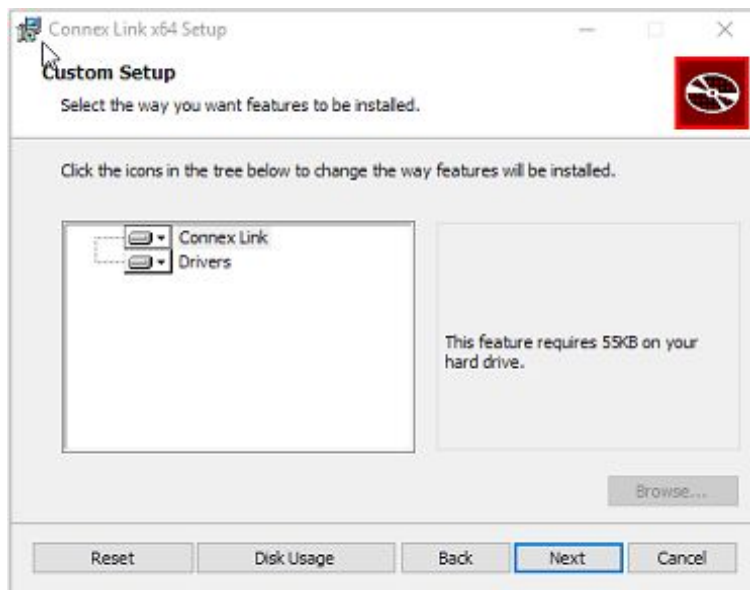 Connex Link x64 Setup
Custom Setup
Select the way you want features to be installed.
Click the icons in the tree below to change the way features will be installed.
Connex Link
Drivers
This feature requires 55KB on your
hard drive.
Browse...
Reset
Disk Usage
Back
Next
Cancel